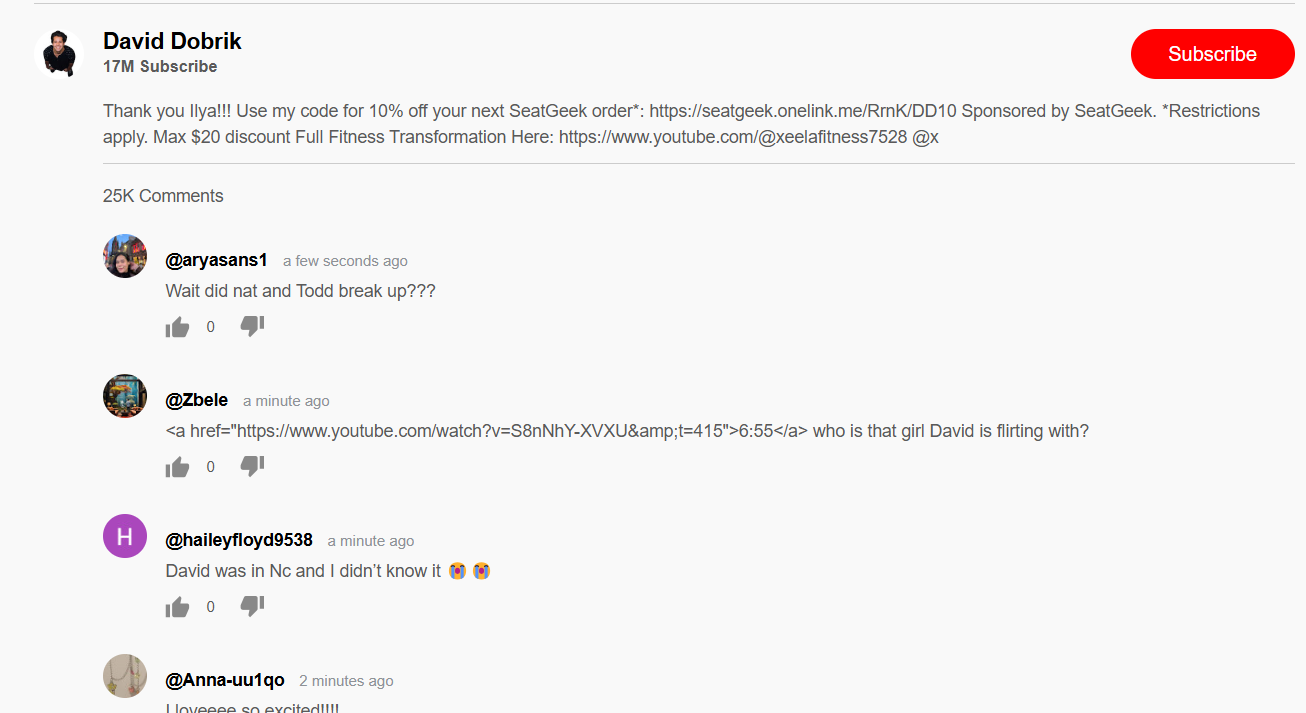 David Dobrik
17M Subscribe
Subscribe
Thank you Ilya!!! Use my code for 10% off your next SeatGeek order*: https://seatgeek.onelink.me/RrnK/DD10 Sponsored by SeatGeek. *Restrictions
apply. Max $20 discount Full Fitness Transformation Here: https://www.youtube.com/@xeelafitness7528 @x
25K Comments
@aryasans1 a few seconds ago
Wait did nat and Todd break up???
0
@Zbele a minute ago
<a href="https://www.youtube.com/watch?v=S8nNhY-XVXU&amp;t=415">6:55</a> who is that girl David is flirting with?
0
H
@haileyfloyd9538 a minute ago
David was in Nc and I didn’t know it 😭 😭
0
@Anna-uu1qo 2 minutes ago
I loveeee so excited!!!!